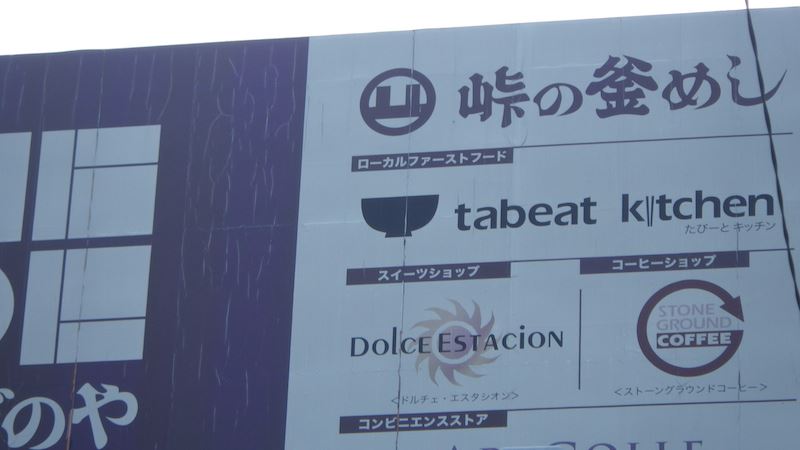 峠の釜めし
ローカルファーストフード
tabeat kitchen
たびーと キッチン
スイーツショップ
コーヒーショップ
DOLCE ESTACION
<ドルチェ・エスタシオン>
STONE
GROUND
COFFEE
<ストーングラウンドコーヒー>
のや
コンビニエンスストア